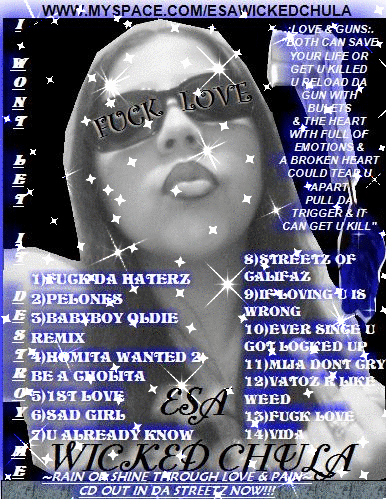 WWW.MYSPACE.COM/ESAWICKEDCHULA
I WONT LET IT DESTROY ME
FUCK LOVE
.:LOVE & GUNS:.
BOTH CAN SAVE
YOUR LIFE OR
GET U KILLED
U RELOAD DA
GUN WITH
BULETS
& THE HEART
WITH FULL OF
EMOTIONS &
A BROKEN HEART
COULD TEAR U
APART
PULL DA
TRIGGER & IT
CAN GET U KILL"
1)FUCK DA HATERZ
2)PELONES
3)BABYBOY OLDIE
REMIX
4)HOMITA WANTED 2
BE A CHOLITA
5)1ST LOVE
6)SAD GIRL
7)U ALREADY KNOW
8)STREETZ OF
CALIFAZ
9)IF LOVING U IS
WRONG
10)EVER SINCE U
GOT LOCKED UP
11)MIJA DONT CRY
12)VATOZ R LIKE
WEED
13)FUCK LOVE
14)VIDA
ESA
WICKED CHULA
~RAIN OR SHINE THROUGH LOVE & PAIN~
CD OUT IN DA STREETZ NOW!!!